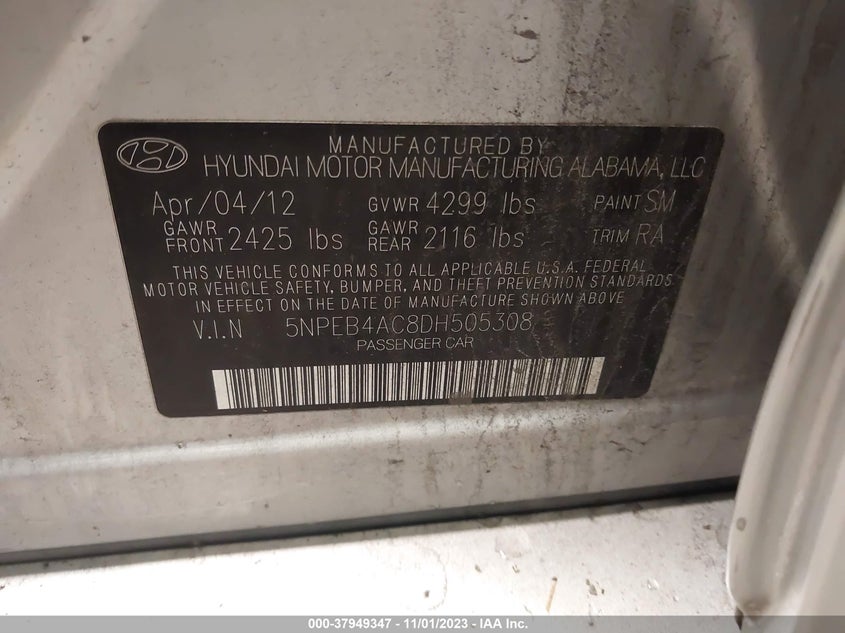 MANUFACTURED BY
HYUNDAI MOTOR MANUFACTURING ALABAMA, LLC
Apr/04/12 GVWR 4299 lbs PAINT SM
GAWR FRONT 2425 lbs GAWR REAR 2116 lbs TRIM RA
THIS VEHICLE CONFORMS TO ALL APPLICABLE U.S.A. FEDERAL
MOTOR VEHICLE SAFETY, BUMPER, AND THEFT PREVENTION STANDARDS
IN EFFECT ON THE DATE OF MANUFACTURE SHOWN ABOVE.
V.I.N 5NPEB4AC8DH505308
PASSENGER CAR
000-37949347 - 11/01/2023 - © IAA Inc.